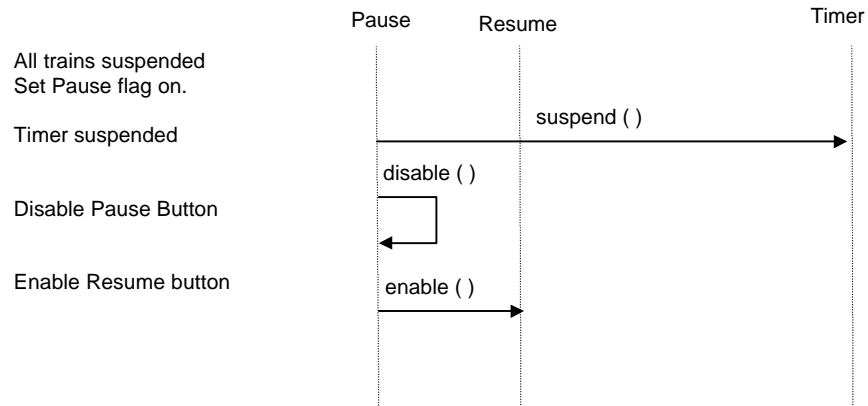 Pause
Resume
Timer
All trains suspended
Set Pause flag on.
suspend ( )
Timer suspended
disable ( )
Disable Pause Button
Enable Resume button
enable ( )